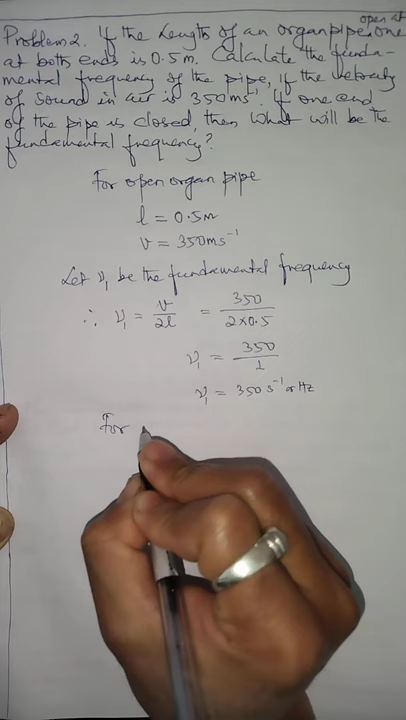 Problem 2. If the length of an organ pipe, one open at
at both ends is 0.5m. Calculate the funda-
mental frequency of the pipe, if the velocity
of sound in air is 350ms⁻¹. If one end
of the pipe is closed, then what will be the
fundamental frequency?
For open organ pipe
l = 0.5m
v = 350ms⁻¹
Let ν₁ be the fundamental frequency
∴ ν₁ = v/2l = 350/2×0.5
ν₁ = 350/1
ν₁ = 350 s⁻¹ or Hz
For